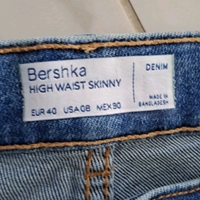 Bershka
HIGH WAIST SKINNY
DENIM
EUR 40 USA 08 MEX 30
MADE IN
BANGLADESH